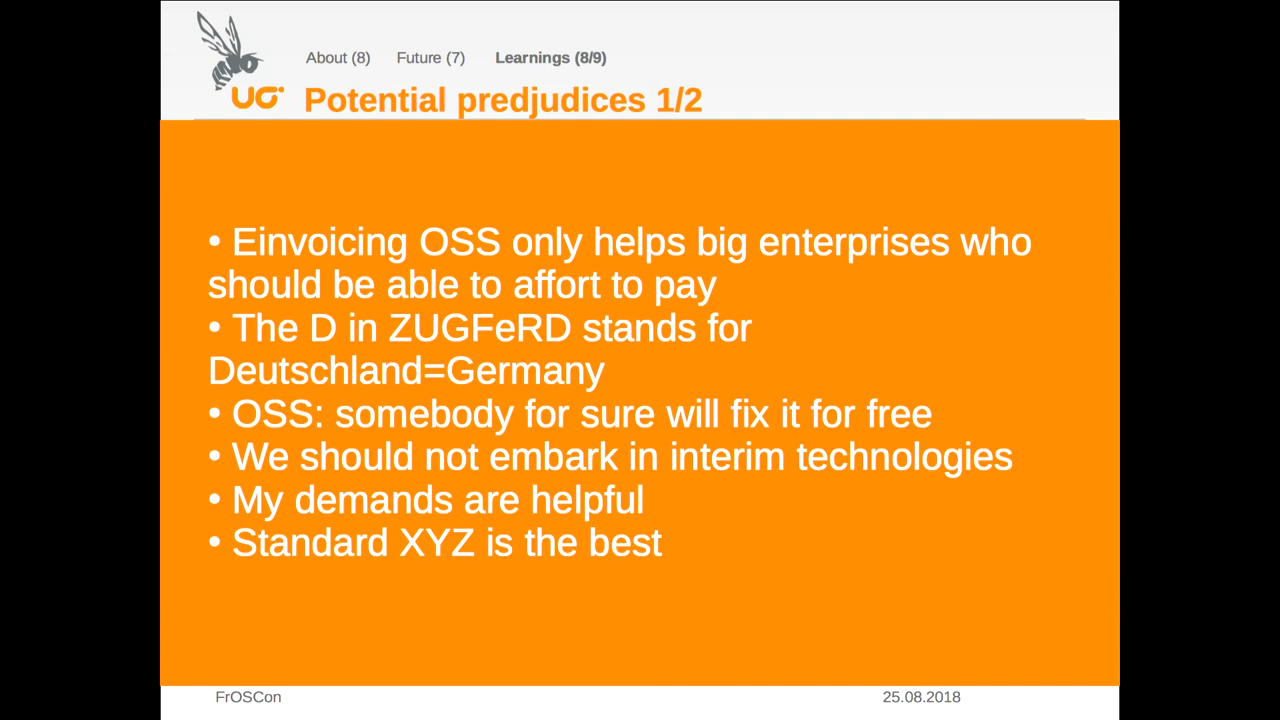 About (8) Future (7) Learnings (8/9)
UG
Potential predjudices 1/2
• Einvoicing OSS only helps big enterprises who
should be able to affort to pay
• The D in ZUGFeRD stands for
Deutschland=Germany
• OSS: somebody for sure will fix it for free
• We should not embark in interim technologies
• My demands are helpful
• Standard XYZ is the best
FrOSCon 25.08.2018